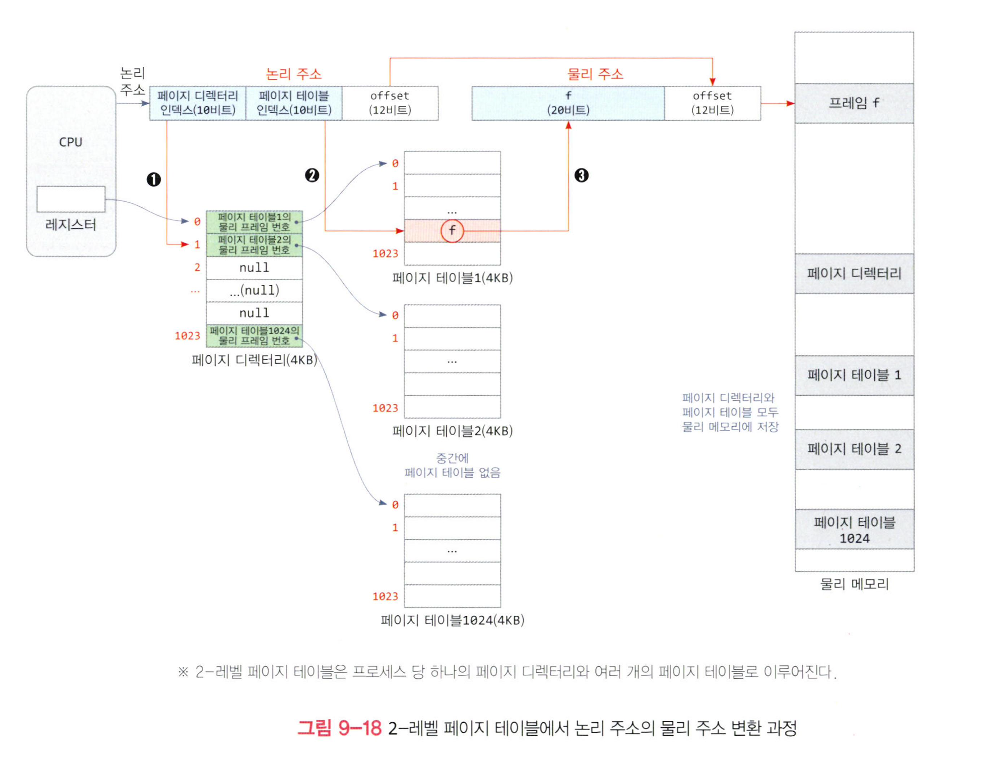 논리
주소
논리 주소
물리 주소
페이지 디렉터리
인덱스(10비트)
페이지 테이블
인덱스(10비트)
offset
(12비트)
f
(20비트)
offset
(12비트)
프레임 f
CPU
레지스터
❶
❷
❸
0
페이지 테이블1의
물리 프레임 번호
1
페이지 테이블2의
물리 프레임 번호
2
null
...
...(null)
null
1023
페이지 테이블1024의
물리 프레임 번호
페이지 디렉터리(4KB)
0
1
...
f
1023
페이지 테이블1(4KB)
0
1
...
1023
페이지 테이블2(4KB)
중간에
페이지 테이블 없음
0
1
...
1023
페이지 테이블1024(4KB)
페이지 디렉터리
페이지 테이블 1
페이지 디렉터리와
페이지 테이블 모두
물리 메모리에 저장
페이지 테이블 2
페이지 테이블
1024
물리 메모리
※ 2-레벨 페이지 테이블은 프로세스 당 하나의 페이지 디렉터리와 여러 개의 페이지 테이블로 이루어진다.
그림 9-18 2-레벨 페이지 테이블에서 논리 주소의 물리 주소 변환 과정